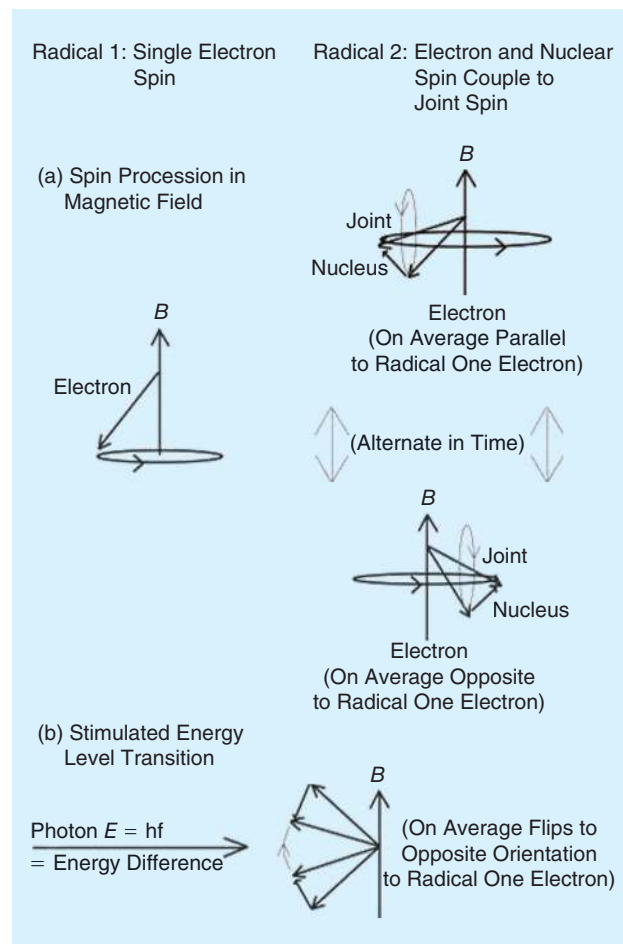 Radical 1: Single Electron
Spin
Radical 2: Electron and Nuclear
Spin Couple to
Joint Spin
(a) Spin Procession in
Magnetic Field
B
Joint
Nucleus
Electron
(On Average Parallel
to Radical One Electron)
B
Electron
(Alternate in Time)
B
Joint
Nucleus
Electron
(On Average Opposite
to Radical One Electron)
(b) Stimulated Energy
Level Transition
B
Photon E = hf
= Energy Difference
(On Average Flips to
Opposite Orientation
to Radical One Electron)